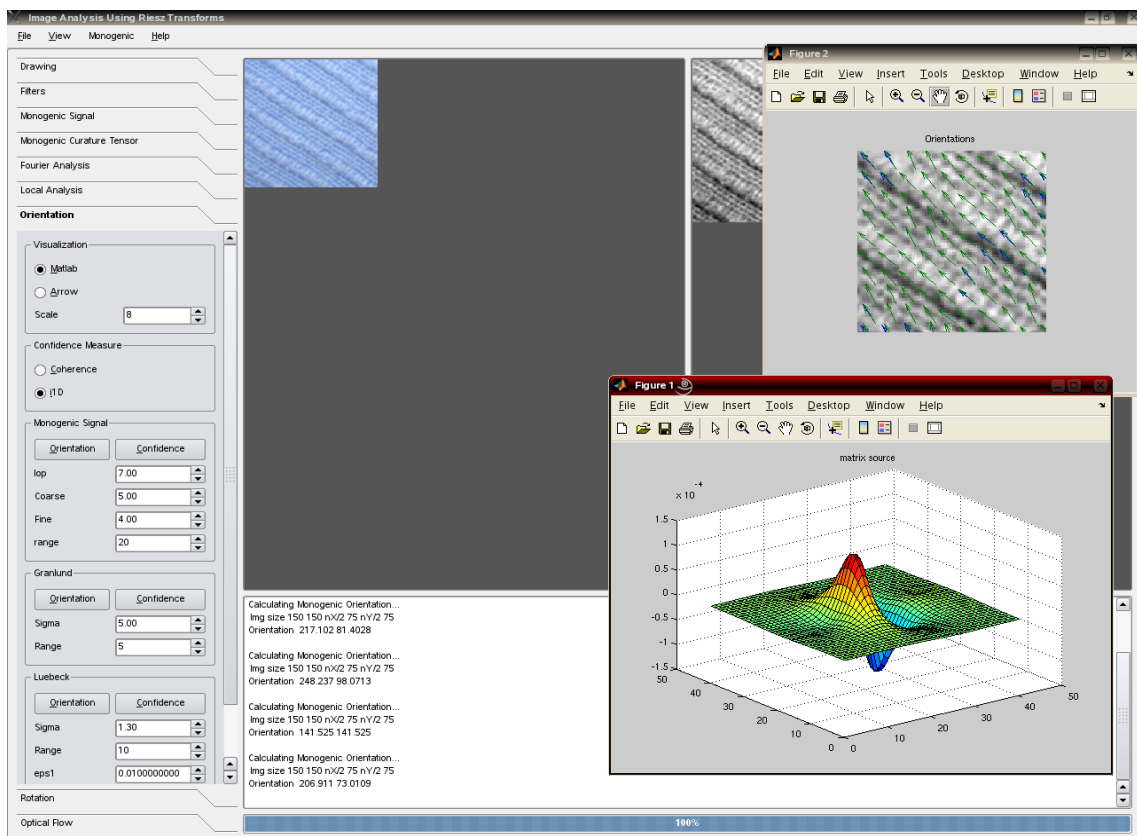 Image Analysis Using Riesz Transforms
File View Monogenic Help
Drawing
Filters
Monogenic Signal
Monogenic Curature Tensor
Fourier Analysis
Local Analysis
Orientation
Visualization
Matlab
Arrow
Scale 8
Confidence Measure
Coherence
i1D
Monogenic Signal
Orientation Confidence
lop 7.00
Coarse 5.00
Fine 4.00
range 20
Granlund
Orientation Confidence
Sigma 5.00
Range 5
Luebeck
Orientation Confidence
Sigma 1.30
Range 10
eps1 0.0100000000
Rotation
Optical Flow
Calculating Monogenic Orientation...
Img size 150 150 nX/2 75 nY/2 75
Orientation 217.102 81.4028
Calculating Monogenic Orientation...
Img size 150 150 nX/2 75 nY/2 75
Orientation 248.237 98.0713
Calculating Monogenic Orientation...
Img size 150 150 nX/2 75 nY/2 75
Orientation 141.525 141.525
Calculating Monogenic Orientation...
Img size 150 150 nX/2 75 nY/2 75
Orientation 206.911 73.0109
100%
Figure 2
File Edit View Insert Tools Desktop Window Help
Orientations
Figure 1
File Edit View Insert Tools Desktop Window Help
matrix source
x 10 -4
1.5
1
0.5
0
-0.5
-1
-1.5
50
40
30
20
10
0
0
10
20
30
40
50